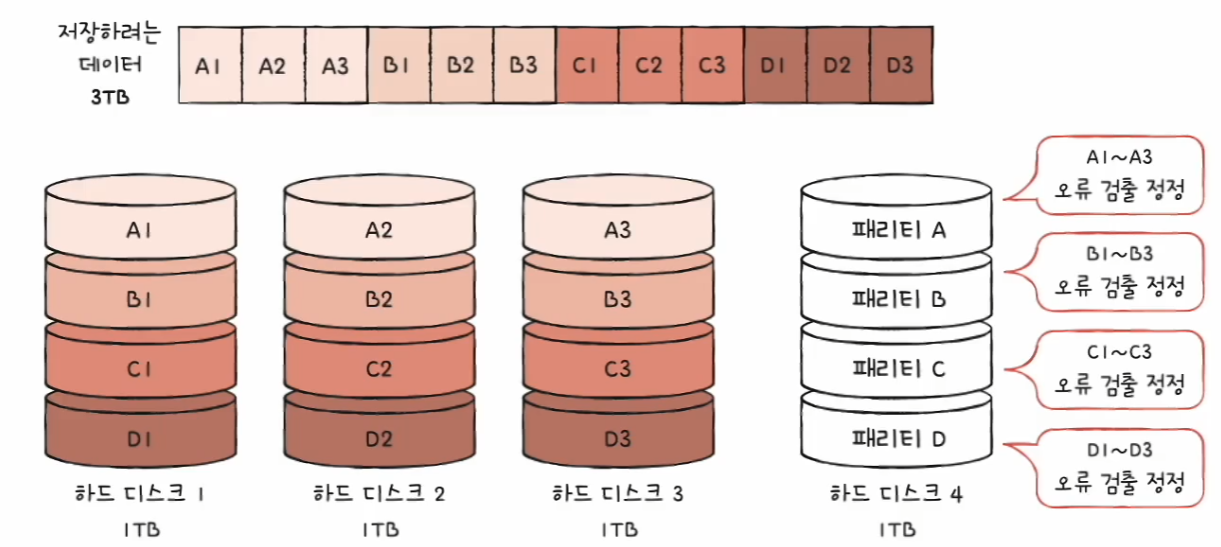 저장하려는
데이터
3TB
A1 A2 A3 B1 B2 B3 C1 C2 C3 D1 D2 D3
A1 A2 A3 패리티 A
B1 B2 B3 패리티 B
C1 C2 C3 패리티 C
D1 D2 D3 패리티 D
A1~A3
오류 검출 정정
B1~B3
오류 검출 정정
C1~C3
오류 검출 정정
D1~D3
오류 검출 정정
하드 디스크 1 하드 디스크 2 하드 디스크 3 하드 디스크 4
1TB 1TB 1TB 1TB